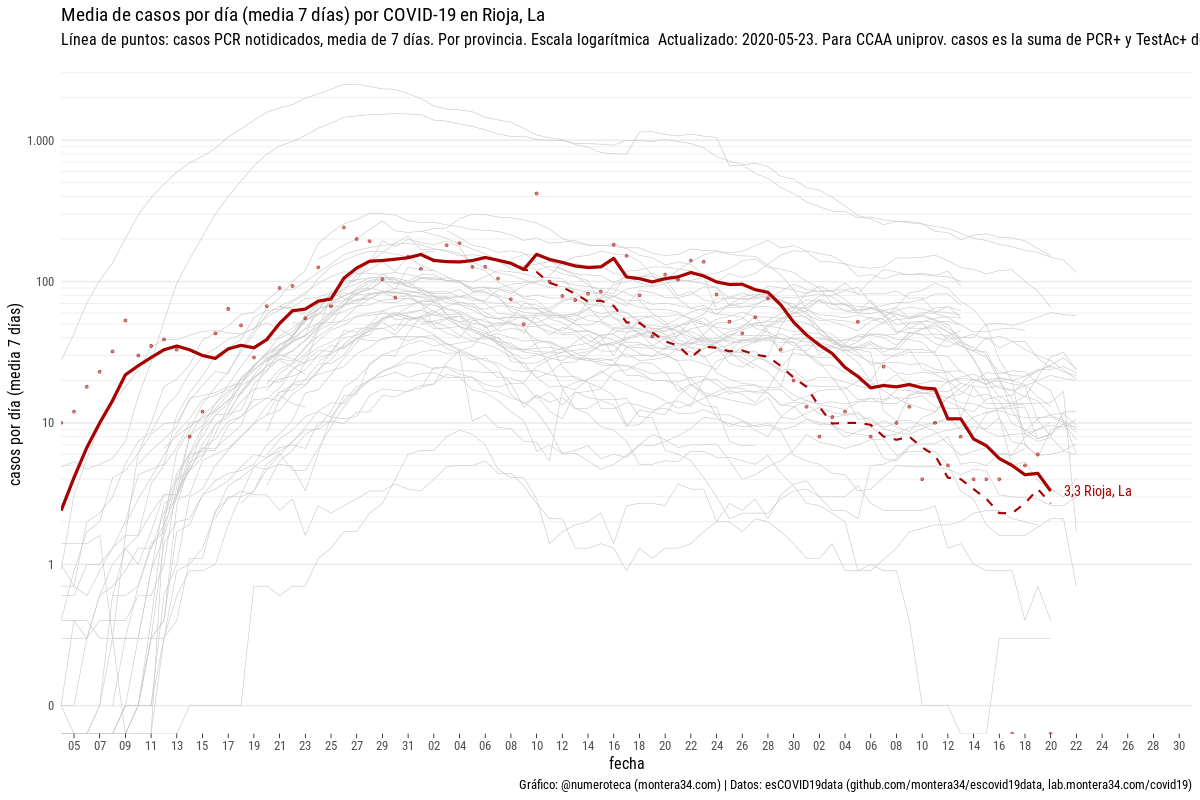 Media de casos por día (media 7 días) por COVID-19 en Rioja, La
Línea de puntos: casos PCR notidicados, media de 7 días. Por provincia. Escala logarítmica  Actualizado: 2020-05-23. Para CCAA uniprov. casos es la suma de PCR+ y TestAc+ d
casos por día (media 7 días)
1.000
100
10
1
0
3,3 Rioja, La
05 07 09 11 13 15 17 19 21 23 25 27 29 31 02 04 06 08 10 12 14 16 18 20 22 24 26 28 30 02 04 06 08 10 12 14 16 18 20 22 24 26 28 30
fecha
Gráfico: @numeroteca (montera34.com) | Datos: esCOVID19data (github.com/montera34/escovid19data, lab.montera34.com/covid19)